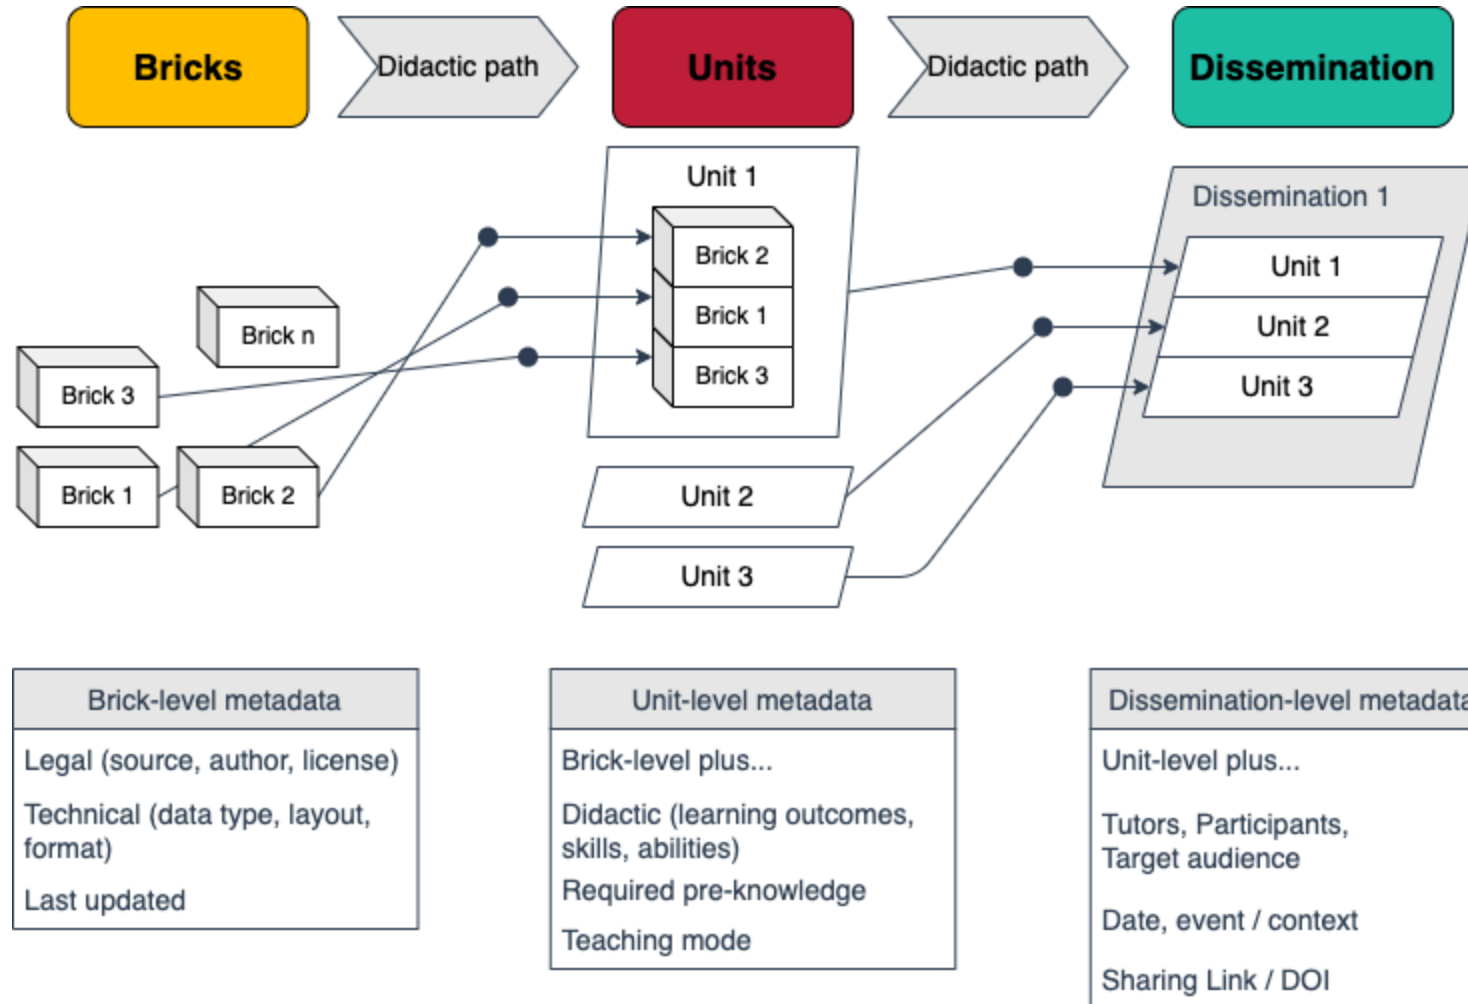 Bricks
Didactic path
Units
Didactic path
Dissemination
Unit 1
Brick 2
Brick 1
Brick 3
Brick n
Brick 3
Brick 1
Brick 2
Unit 2
Unit 3
Dissemination 1
Unit 1
Unit 2
Unit 3
Brick-level metadata
Legal (source, author, license)
Technical (data type, layout,
format)
Last updated
Unit-level metadata
Brick-level plus...
Didactic (learning outcomes,
skills, abilities)
Required pre-knowledge
Teaching mode
Dissemination-level metadata
Unit-level plus...
Tutors, Participants,
Target audience
Date, event / context
Sharing Link / DOI